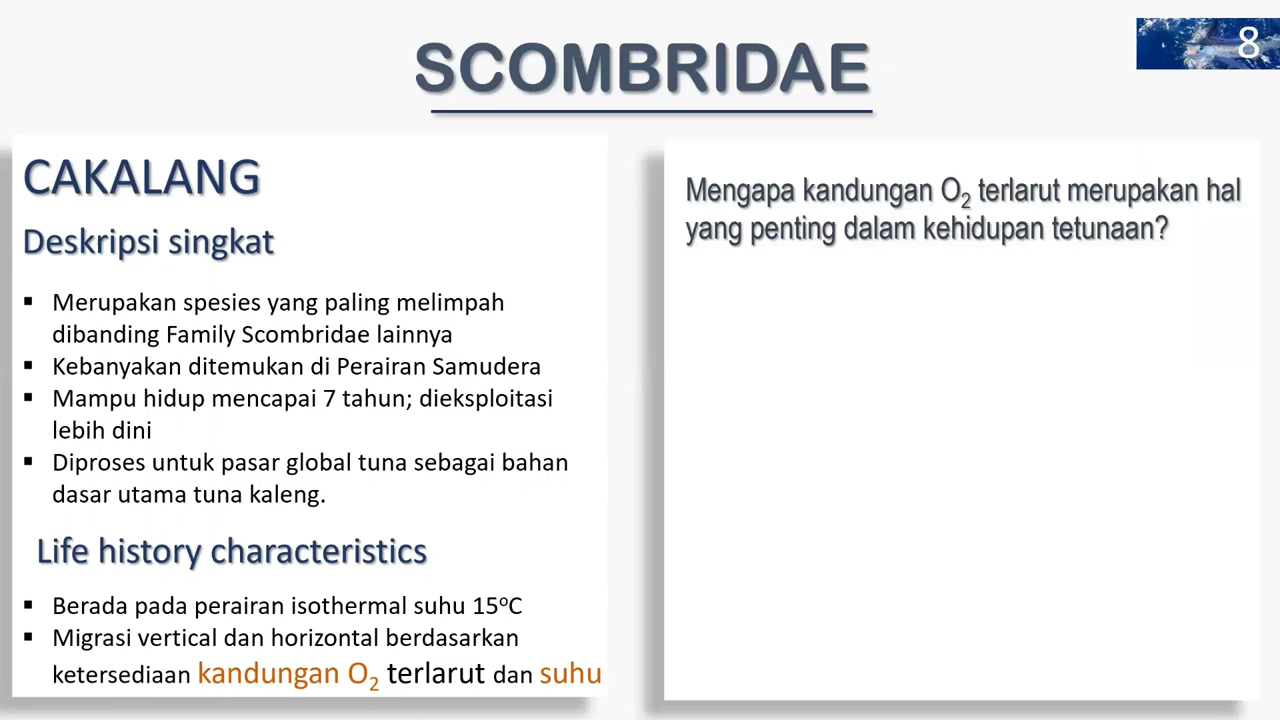 8
SCOMBRIDAE
CAKALANG
Deskripsi singkat
▪ Merupakan spesies yang paling melimpah
dibanding Family Scombridae lainnya
▪ Kebanyakan ditemukan di Perairan Samudera
▪ Mampu hidup mencapai 7 tahun; dieksploitasi
lebih dini
▪ Diproses untuk pasar global tuna sebagai bahan
dasar utama tuna kaleng.
Life history characteristics
▪ Berada pada perairan isothermal suhu 15ᵒC
▪ Migrasi vertical dan horizontal berdasarkan
ketersediaan kandungan O₂ terlarut dan suhu
Mengapa kandungan O₂ terlarut merupakan hal
yang penting dalam kehidupan tetunaan?